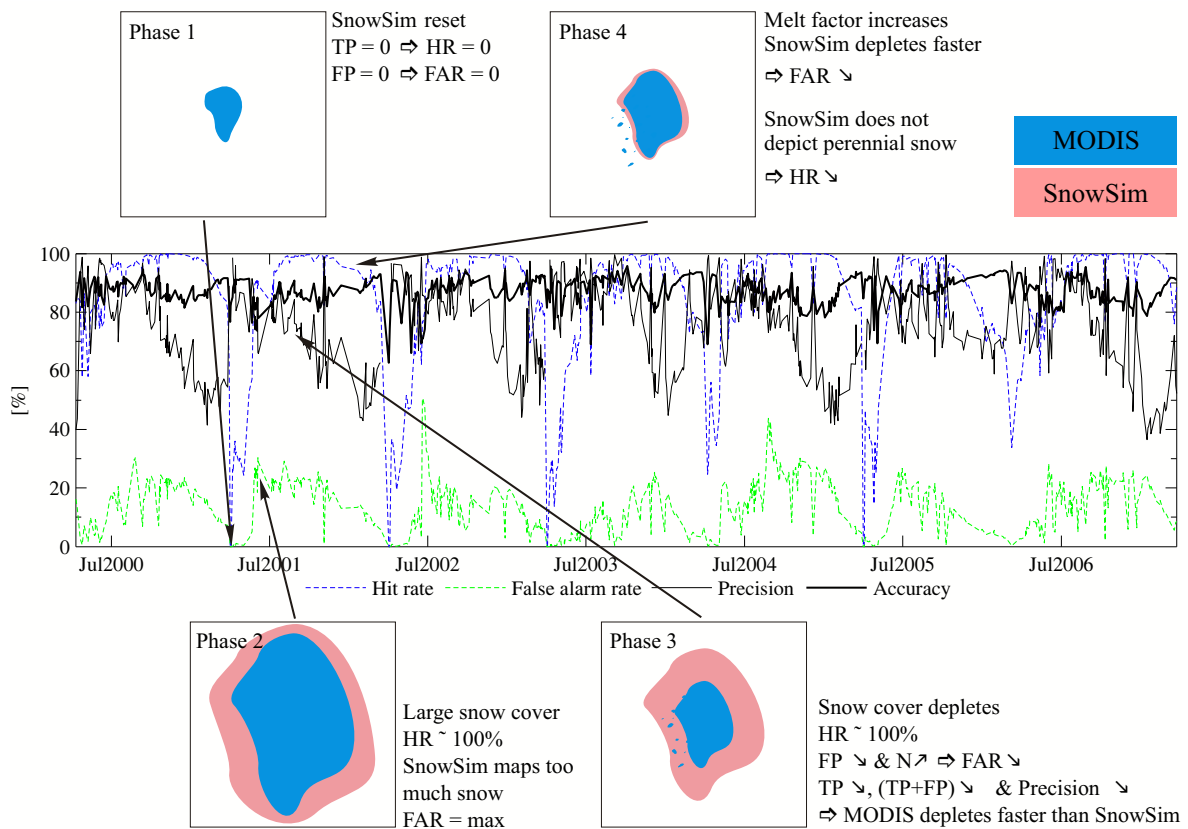 Phase 1
SnowSim reset
TP = 0 ⇨ HR = 0
FP = 0 ⇨ FAR = 0
Phase 4
Melt factor increases
SnowSim depletes faster
⇨ FAR ↘
SnowSim does not
depict perennial snow
⇨ HR ↘
MODIS
SnowSim
[%]
100
80
60
40
20
0
Jul2000 Jul2001 Jul2002 Jul2003 Jul2004 Jul2005 Jul2006
Hit rate False alarm rate Precision Accuracy
Phase 2
Large snow cover
HR ~ 100%
SnowSim maps too
much snow
FAR = max
Phase 3
Snow cover depletes
HR ~ 100%
FP ↘ & N↗ ⇨ FAR↘
TP ↘, (TP+FP) ↘ & Precision ↘
⇨ MODIS depletes faster than SnowSim